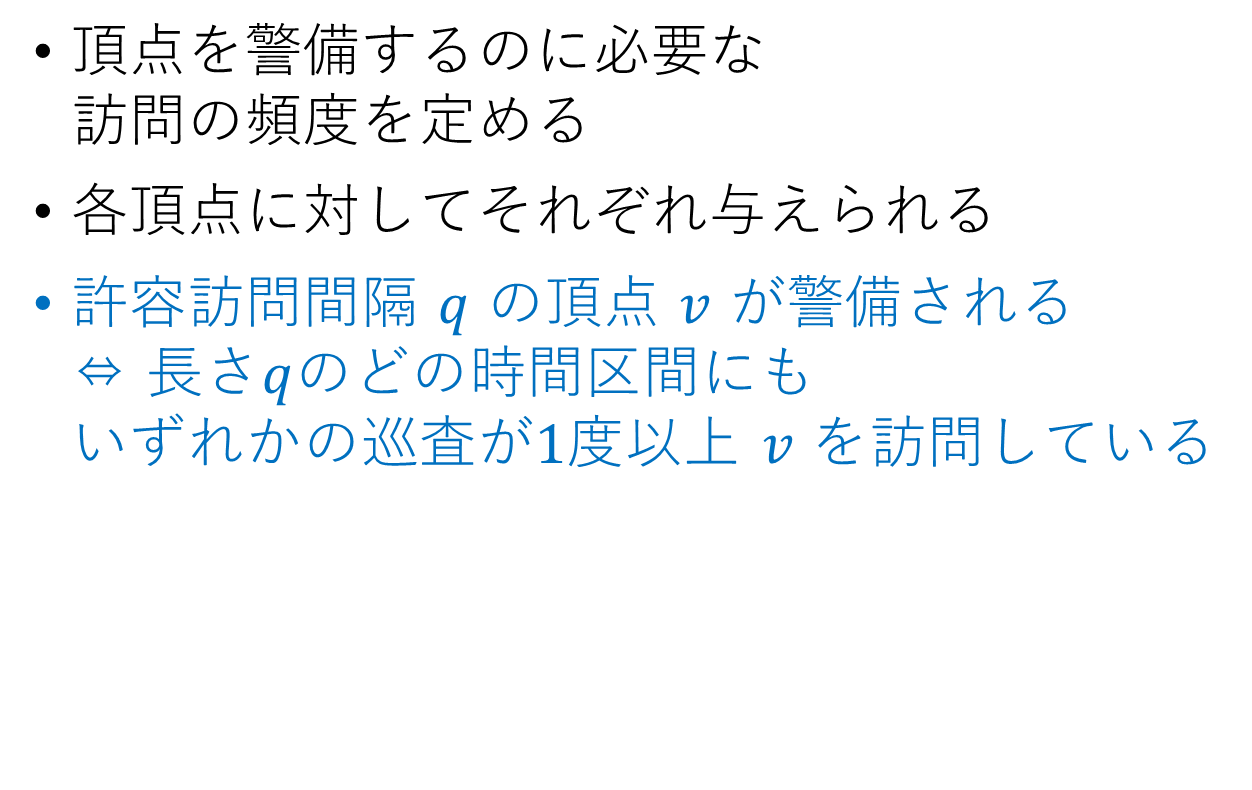 • 頂点を警備するのに必要な
訪問の頻度を定める
• 各頂点に対してそれぞれ与えられる
• 許容訪問間隔 q の頂点 v が警備される
⇔ 長さqのどの時間区間にも
いずれかの巡査が1度以上 v を訪問している